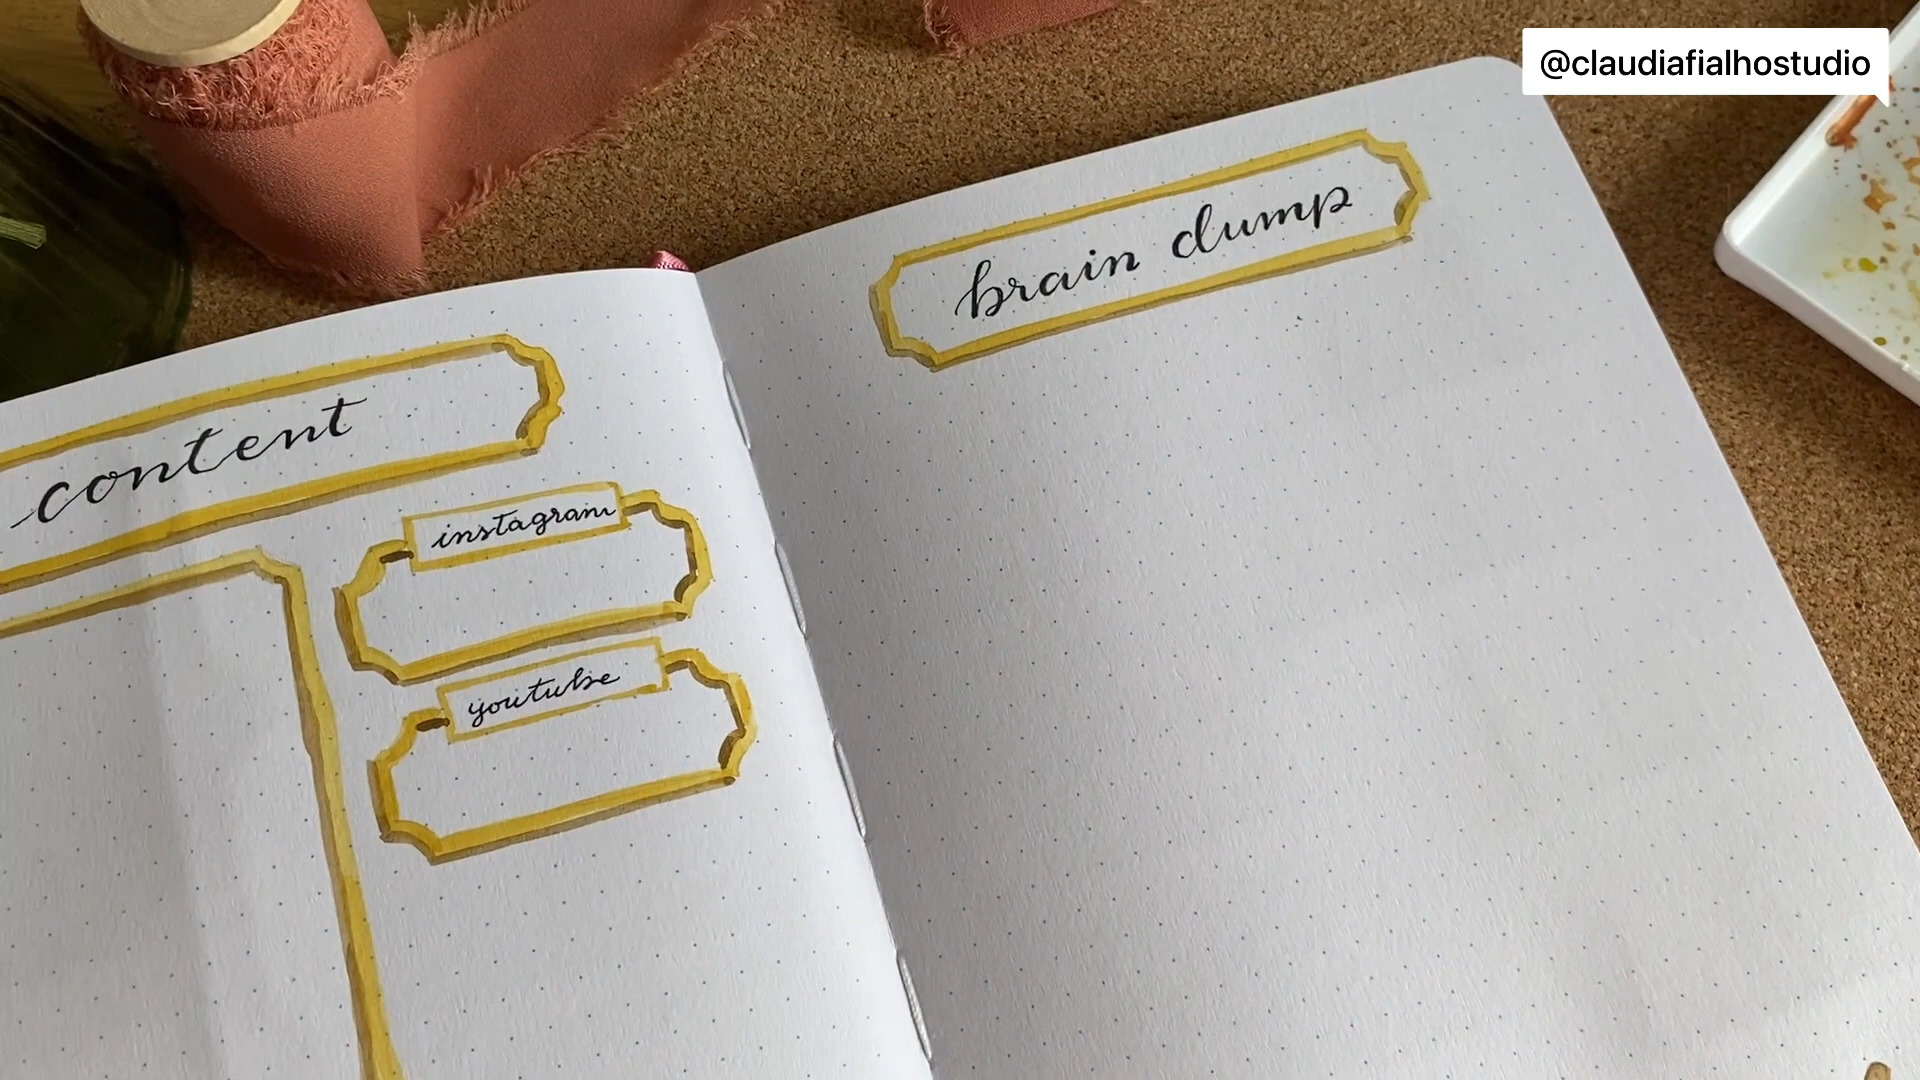 @claudiafialhostudio
content
instagram
youtube
brain dump